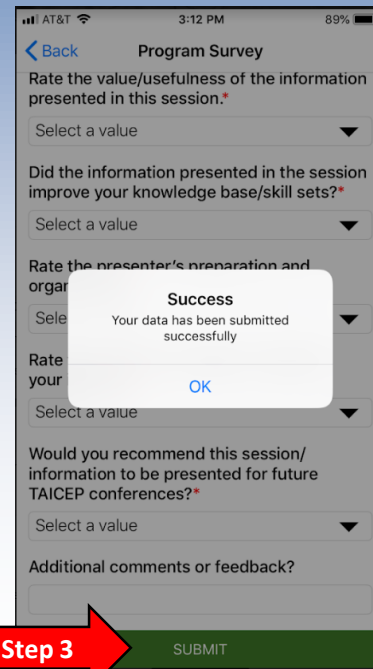 AT&T 3:12 PM 89%
Back Program Survey
Rate the value/usefulness of the information
presented in this session.*
Select a value
Did the information presented in the session
improve your knowledge base/skill sets?*
Select a value
Rate the presenter's preparation and
organ
Sele
Success
Your data has been submitted
successfully
OK
Rate
your
Select a value
Would you recommend this session/
information to be presented for future
TAICEP conferences?*
Select a value
Additional comments or feedback?
Step 3 SUBMIT